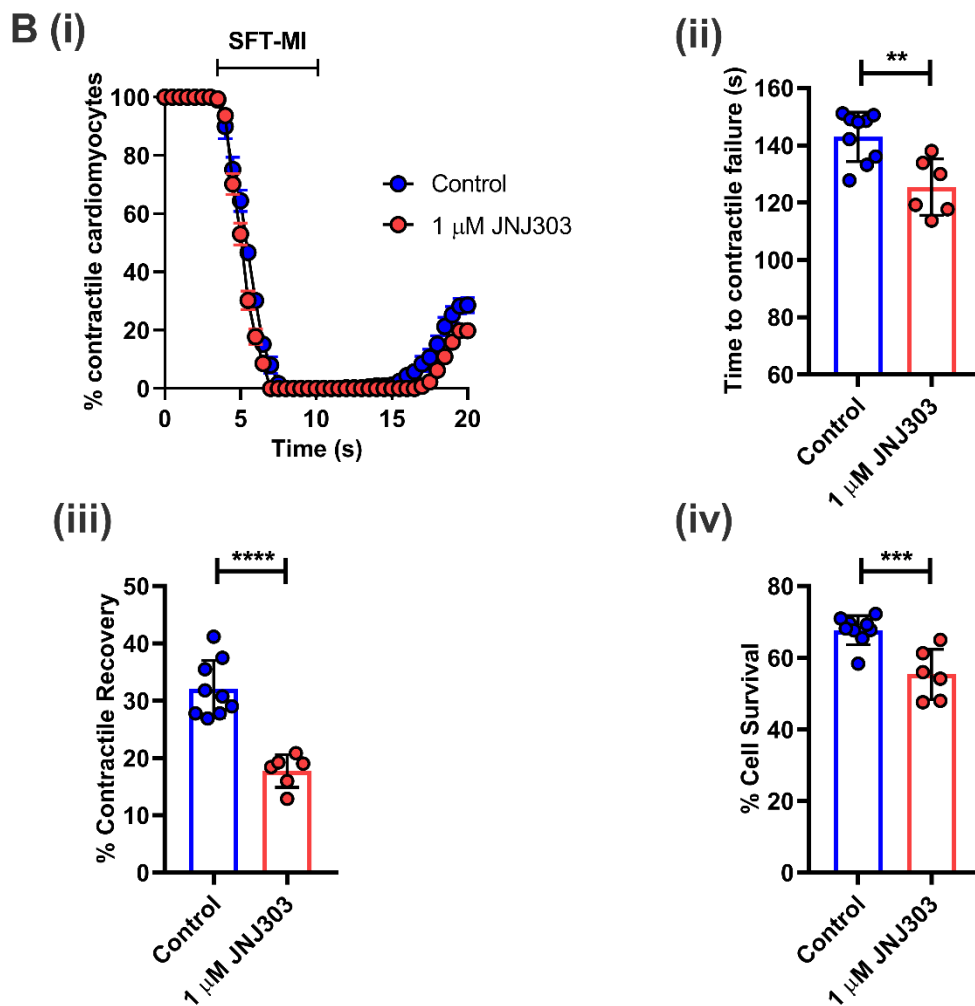 B (i)
SFT-MI
% contractile cardiomyocytes
100
80
60
40
20
0
0
5
10
15
20
Time (s)
Control
1 μM JNJ303
(ii)
**
Time to contractile failure (s)
160
140
120
100
80
60
Control
1 μM JNJ303
(iii)
****
% Contractile Recovery
50
40
30
20
10
0
Control
1 μM JNJ303
(iv)
***
% Cell Survival
80
60
40
20
0
Control
1 μM JNJ303